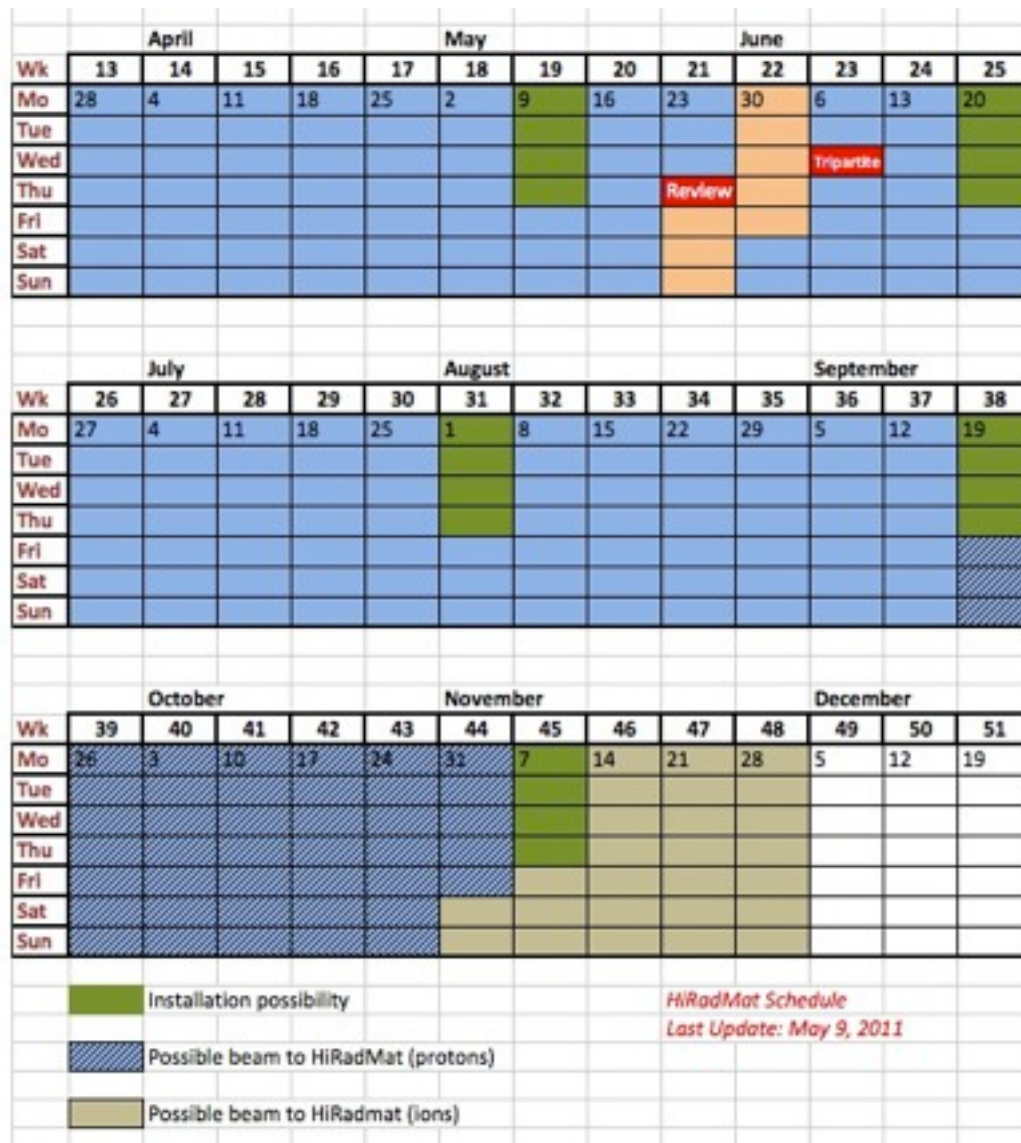 April May June
Wk 13 14 15 16 17 18 19 20 21 22 23 24 25
Mo 28 4 11 18 25 2 9 16 23 30 6 13 20
Tue
Wed Tripartite
Thu Review
Fri
Sat
Sun
July August September
Wk 26 27 28 29 30 31 32 33 34 35 36 37 38
Mo 27 4 11 18 25 1 8 15 22 29 5 12 19
Tue
Wed
Thu
Fri
Sat
Sun
October November December
Wk 39 40 41 42 43 44 45 46 47 48 49 50 51
Mo 26 3 10 17 24 31 7 14 21 28 5 12 19
Tue
Wed
Thu
Fri
Sat
Sun
Installation possibility HiRadMat Schedule
Last Update: May 9, 2011
Possible beam to HiRadMat (protons)
Possible beam to HiRadmat (ions)